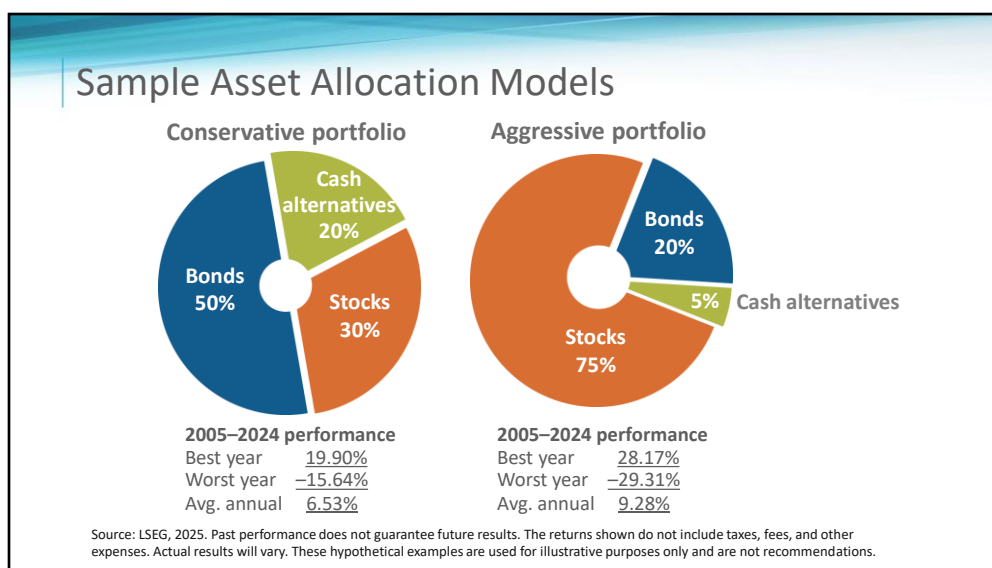 Sample Asset Allocation Models
Conservative portfolio
Cash
alternatives
20%
Bonds
50%
Stocks
30%
2005–2024 performance
Best year 19.90%
Worst year –15.64%
Avg. annual 6.53%
Aggressive portfolio
Bonds
20%
5%
Cash alternatives
Stocks
75%
2005–2024 performance
Best year 28.17%
Worst year –29.31%
Avg. annual 9.28%
Source: LSEG, 2025. Past performance does not guarantee future results. The returns shown do not include taxes, fees, and other
expenses. Actual results will vary. These hypothetical examples are used for illustrative purposes only and are not recommendations.